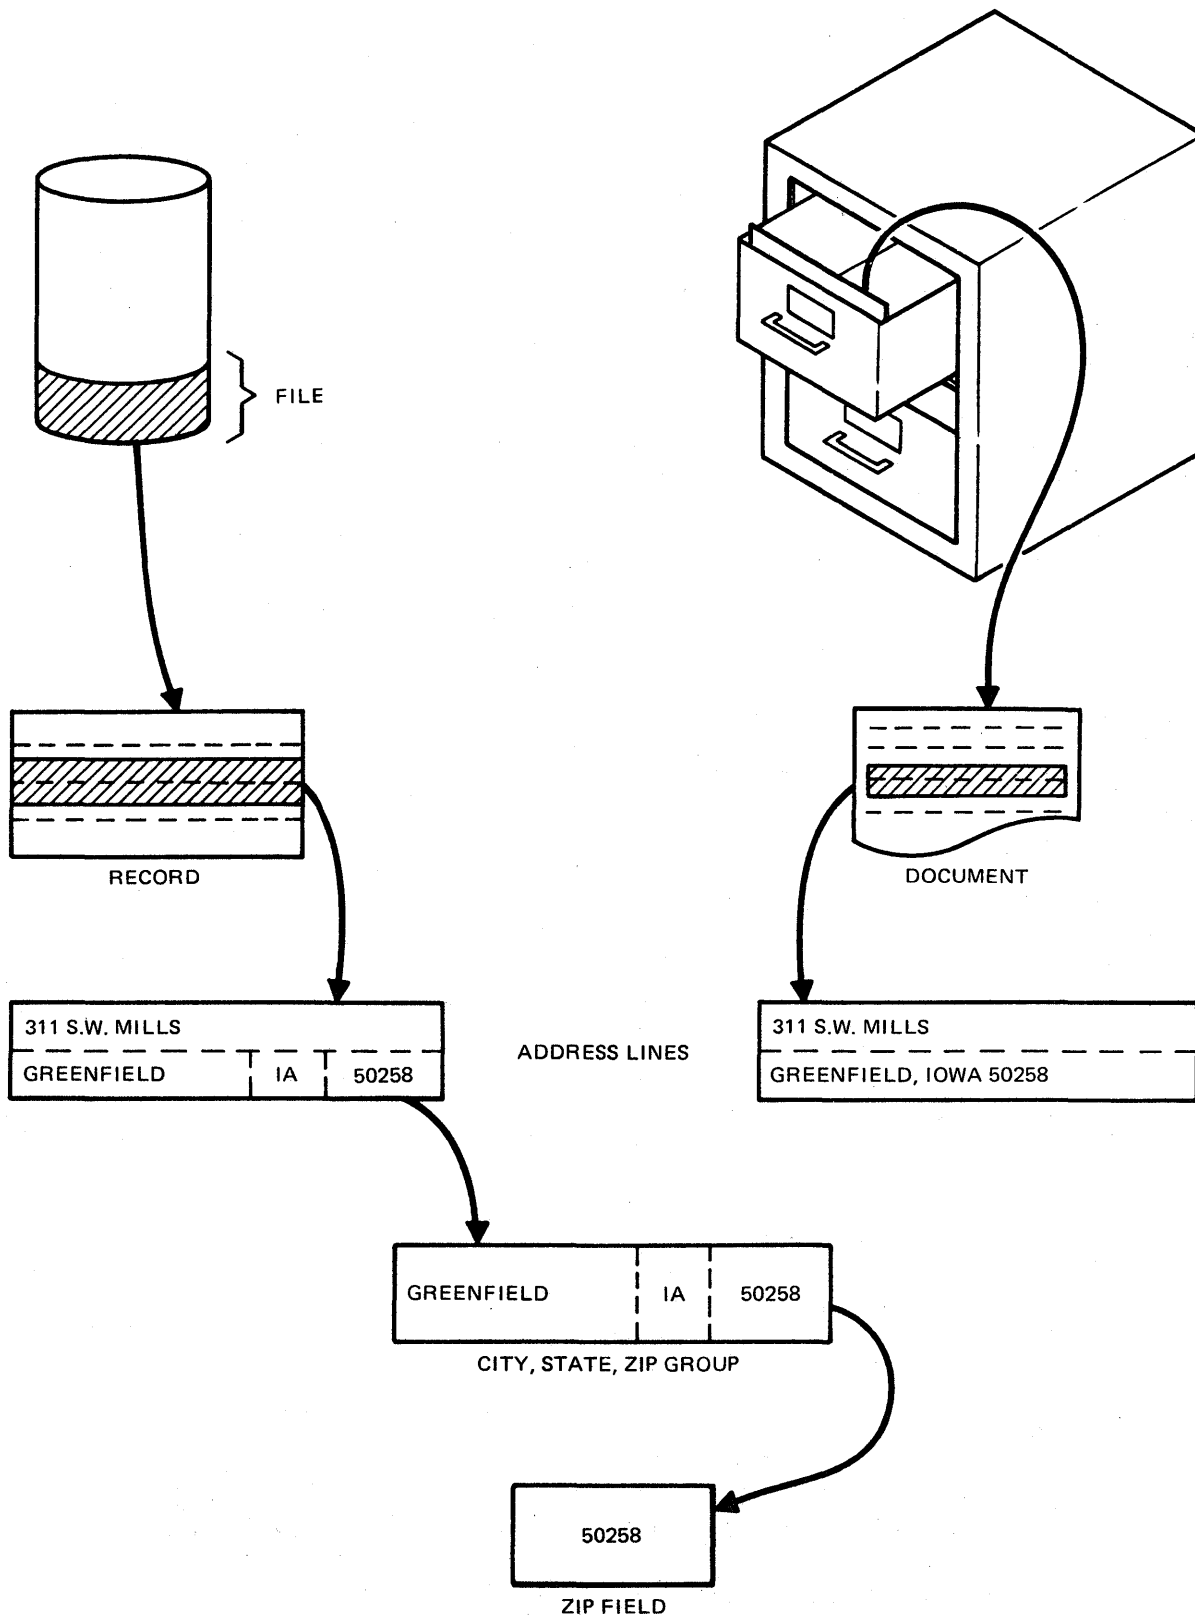 FILE
RECORD
DOCUMENT
311 S.W. MILLS
GREENFIELD IA 50258
ADDRESS LINES
311 S.W. MILLS
GREENFIELD, IOWA 50258
GREENFIELD IA 50258
CITY, STATE, ZIP GROUP
50258
ZIP FIELD